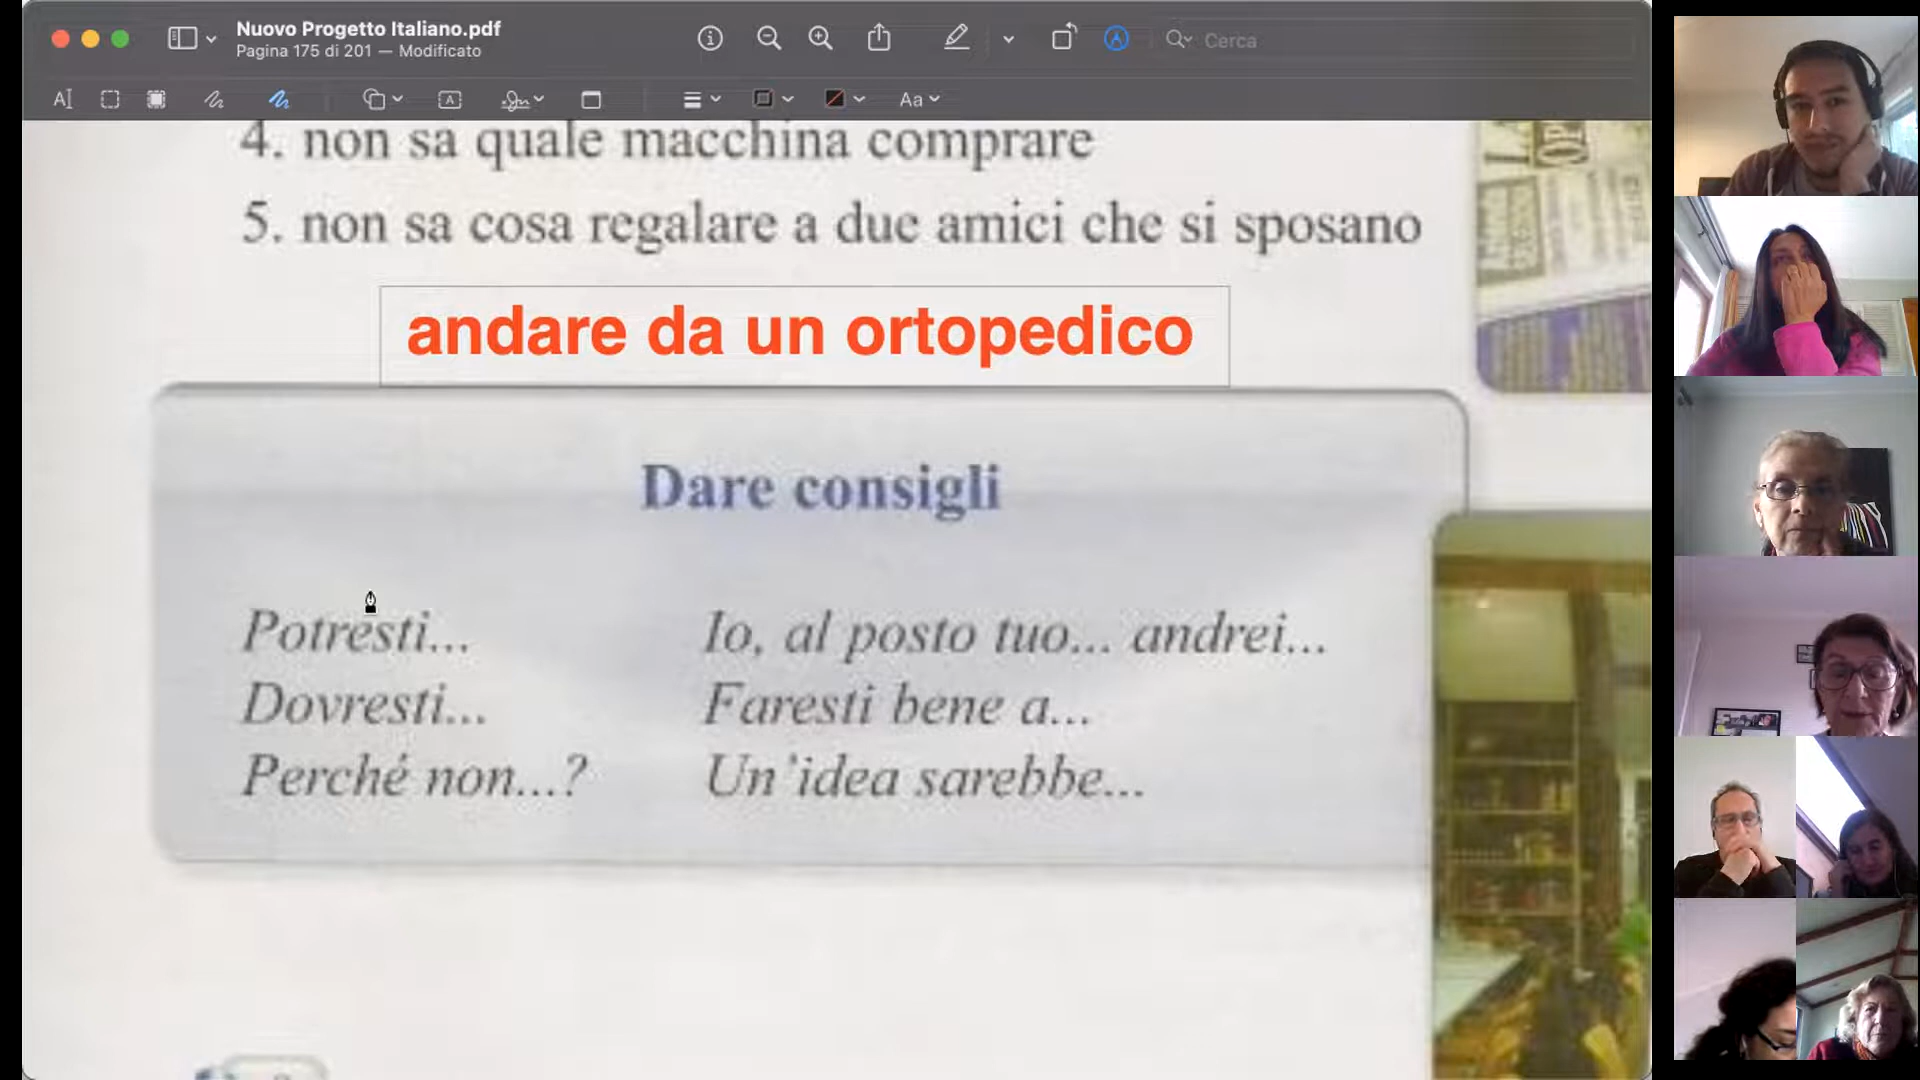 Nuovo Progetto Italiano.pdf
Pagina 175 di 201 — Modificato
Cerca
Aa
4. non sa quale macchina comprare
5. non sa cosa regalare a due amici che si sposano
andare da un ortopedico
Dare consigli
Potresti...
Io, al posto tuo... andrei...
Dovresti...
Faresti bene a...
Perché non...?
Un'idea sarebbe...